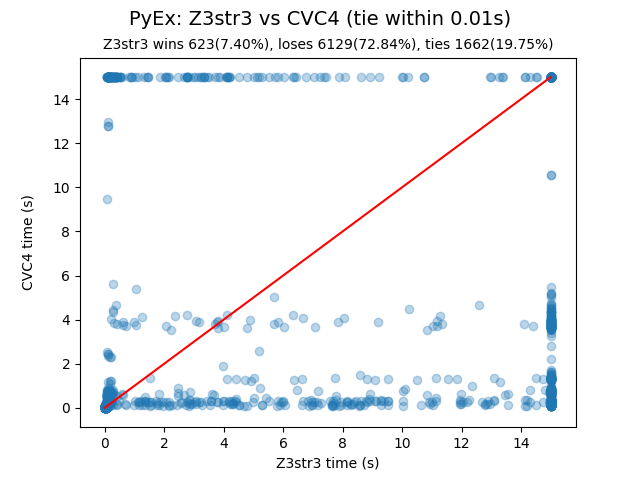 PyEx: Z3str3 vs CVC4 (tie within 0.01s)
Z3str3 wins 623(7.40%), loses 6129(72.84%), ties 1662(19.75%)
14
12
10
8
6
4
2
0
CVC4 time (s)
0 2 4 6 8 10 12 14
Z3str3 time (s)